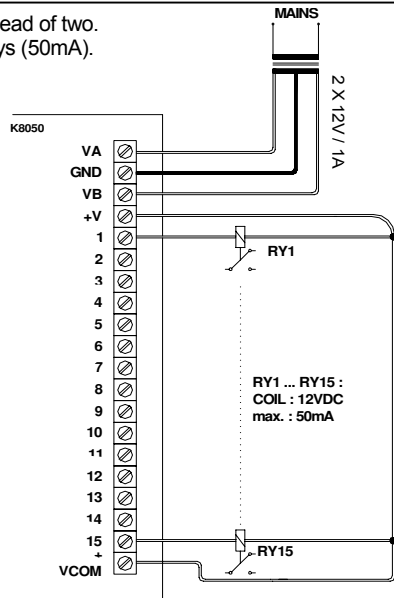 ead of two.
ys (50mA).
MAINS
2 X 12V / 1A
K8050
VA
GND
VB
+V
1
RY1
2
3
4
5
6
7
8
RY1 ... RY15 :
COIL : 12VDC
max. : 50mA
9
10
11
12
13
14
15
RY15
+
VCOM